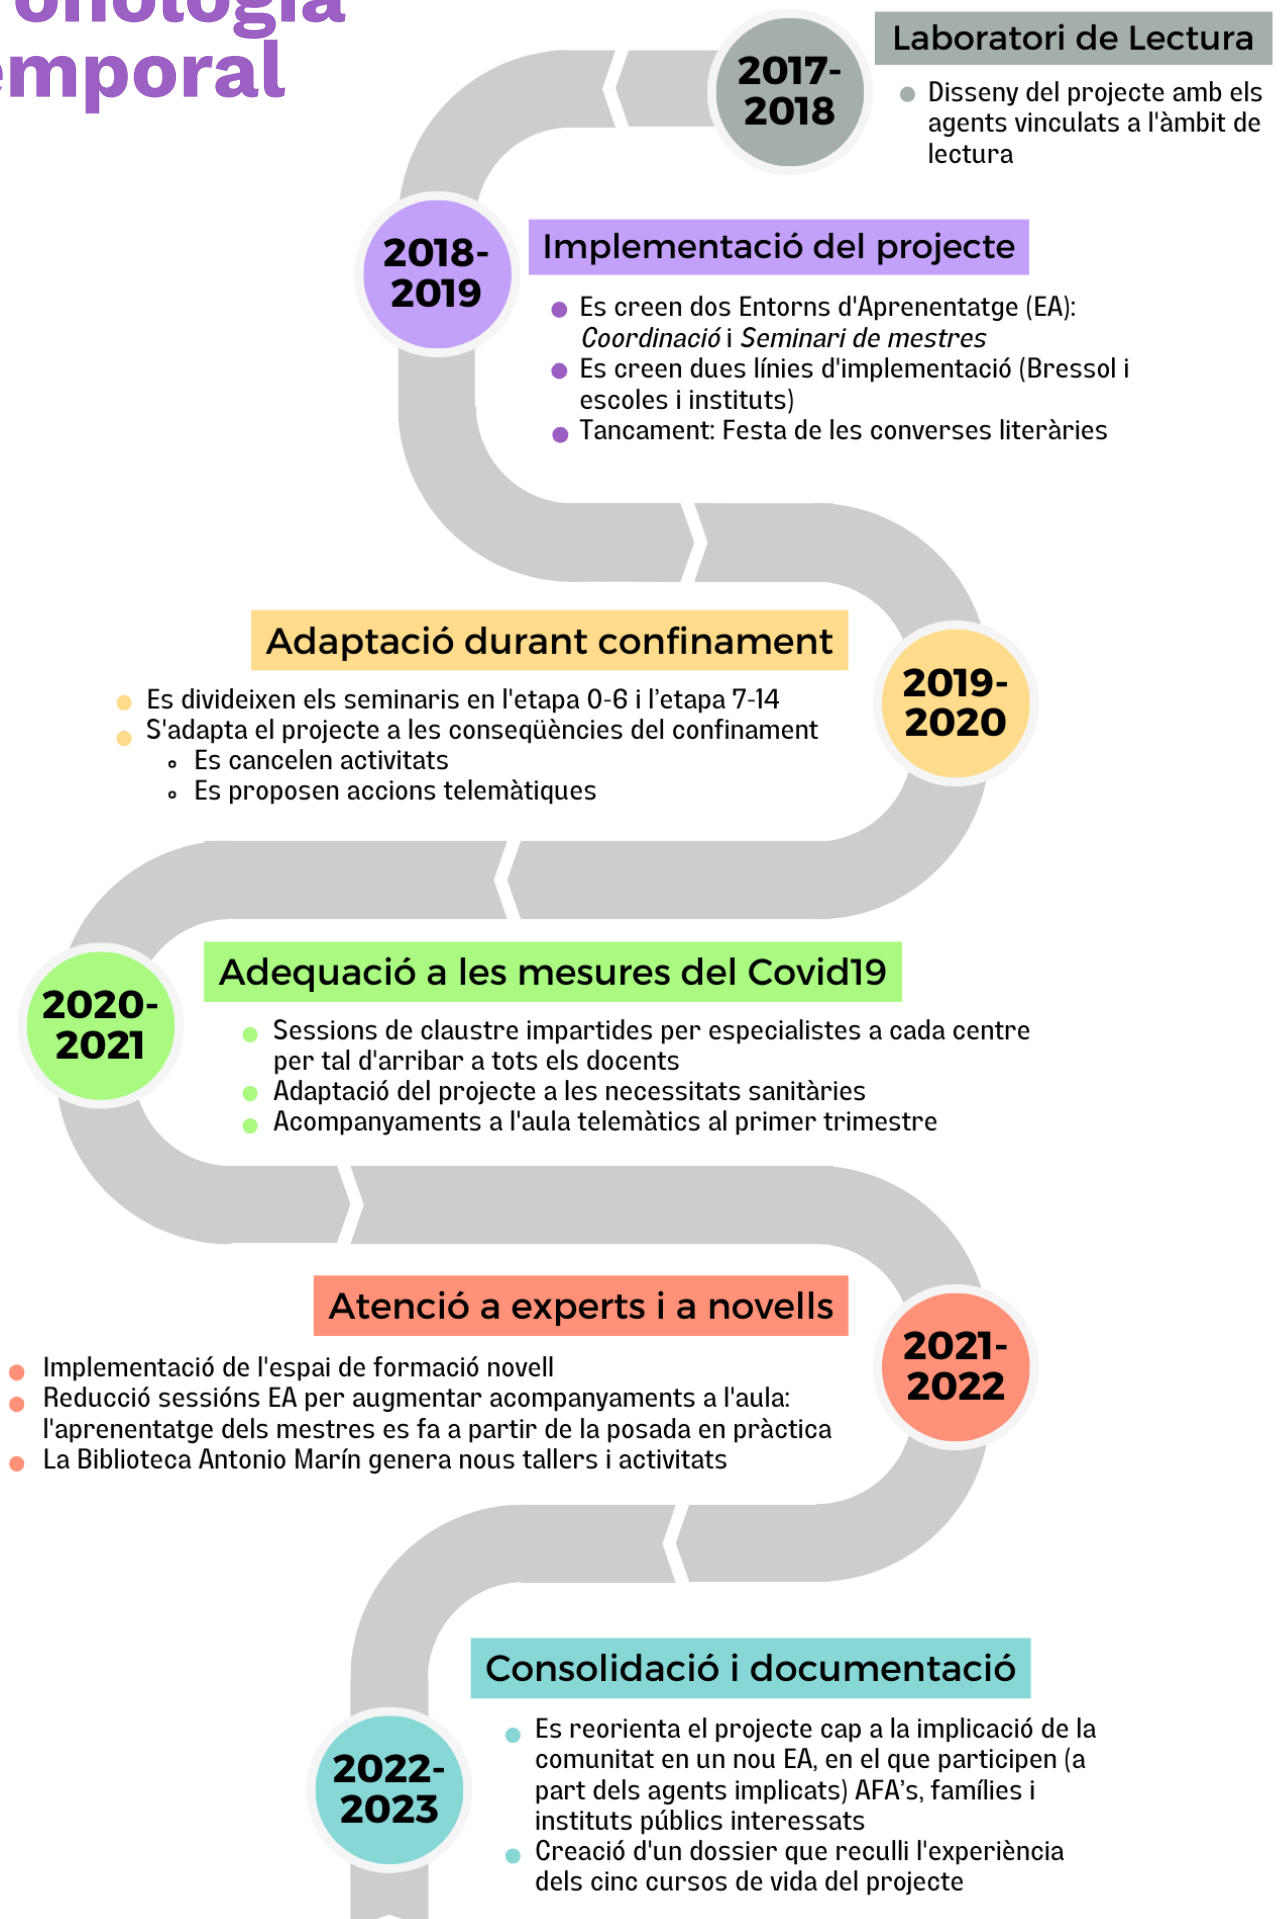 emporal
2017-
2018
Laboratori de Lectura
Disseny del projecte amb els
agents vinculats a l'àmbit de
lectura
2018-
2019
Implementació del projecte
Es creen dos Entorns d'Aprenentatge (EA):
Coordinació i Seminari de mestres
Es creen dues línies d'implementació (Bressol i
escoles i instituts)
Tancament: Festa de les converses literàries
Adaptació durant confinament
2019-
2020
Es divideixen els seminaris en l'etapa 0-6 i l’etapa 7-14
S'adapta el projecte a les conseqüències del confinament
Es cancelen activitats
Es proposen accions telemàtiques
2020-
2021
Adequació a les mesures del Covid19
Sessions de claustre impartides per especialistes a cada centre
per tal d'arribar a tots els docents
Adaptació del projecte a les necessitats sanitàries
Acompanyaments a l'aula telemàtics al primer trimestre
Atenció a experts i a novells
2021-
2022
Implementació de l'espai de formació novell
Reducció sessións EA per augmentar acompanyaments a l'aula:
l'aprenentatge dels mestres es fa a partir de la posada en pràctica
La Biblioteca Antonio Marín genera nous tallers i activitats
Consolidació i documentació
2022-
2023
Es reorienta el projecte cap a la implicació de la
comunitat en un nou EA, en el que participen (a
part dels agents implicats) AFA’s, famílies i
instituts públics interessats
Creació d'un dossier que reculli l'experiència
dels cinc cursos de vida del projecte